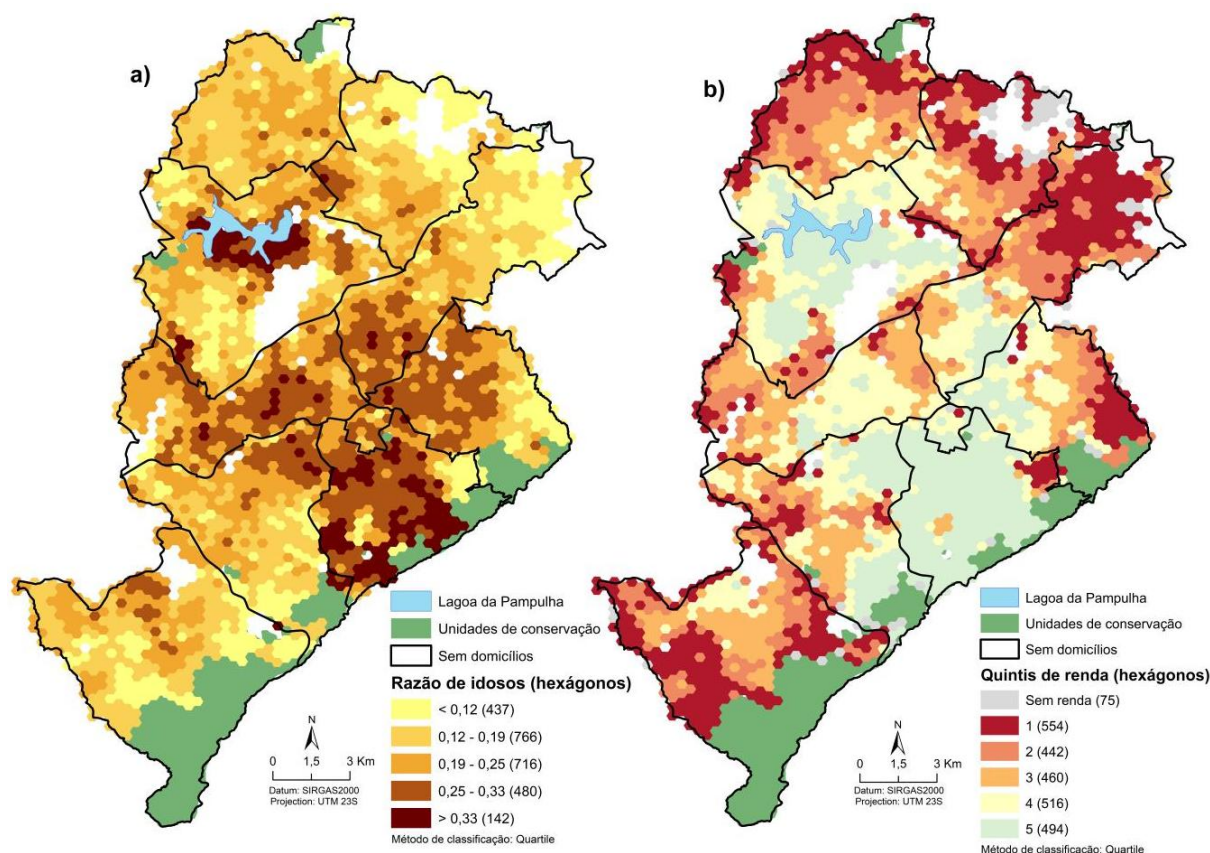 a)
Lagoa da Pampulha
Unidades de conservação
Sem domicílios
Razão de idosos (hexágonos)
< 0,12 (437)
0,12 - 0,19 (766)
0,19 - 0,25 (716)
0,25 - 0,33 (480)
> 0,33 (142)
Método de classificação: Quartile
N
0 1,5 3 Km
Datum: SIRGAS2000
Projection: UTM 23S
b)
Lagoa da Pampulha
Unidades de conservação
Sem domicílios
Quintis de renda (hexágonos)
Sem renda (75)
1 (554)
2 (442)
3 (460)
4 (516)
5 (494)
Método de classificação: Quartile
N
0 1,5 3 Km
Datum: SIRGAS2000
Projection: UTM 23S